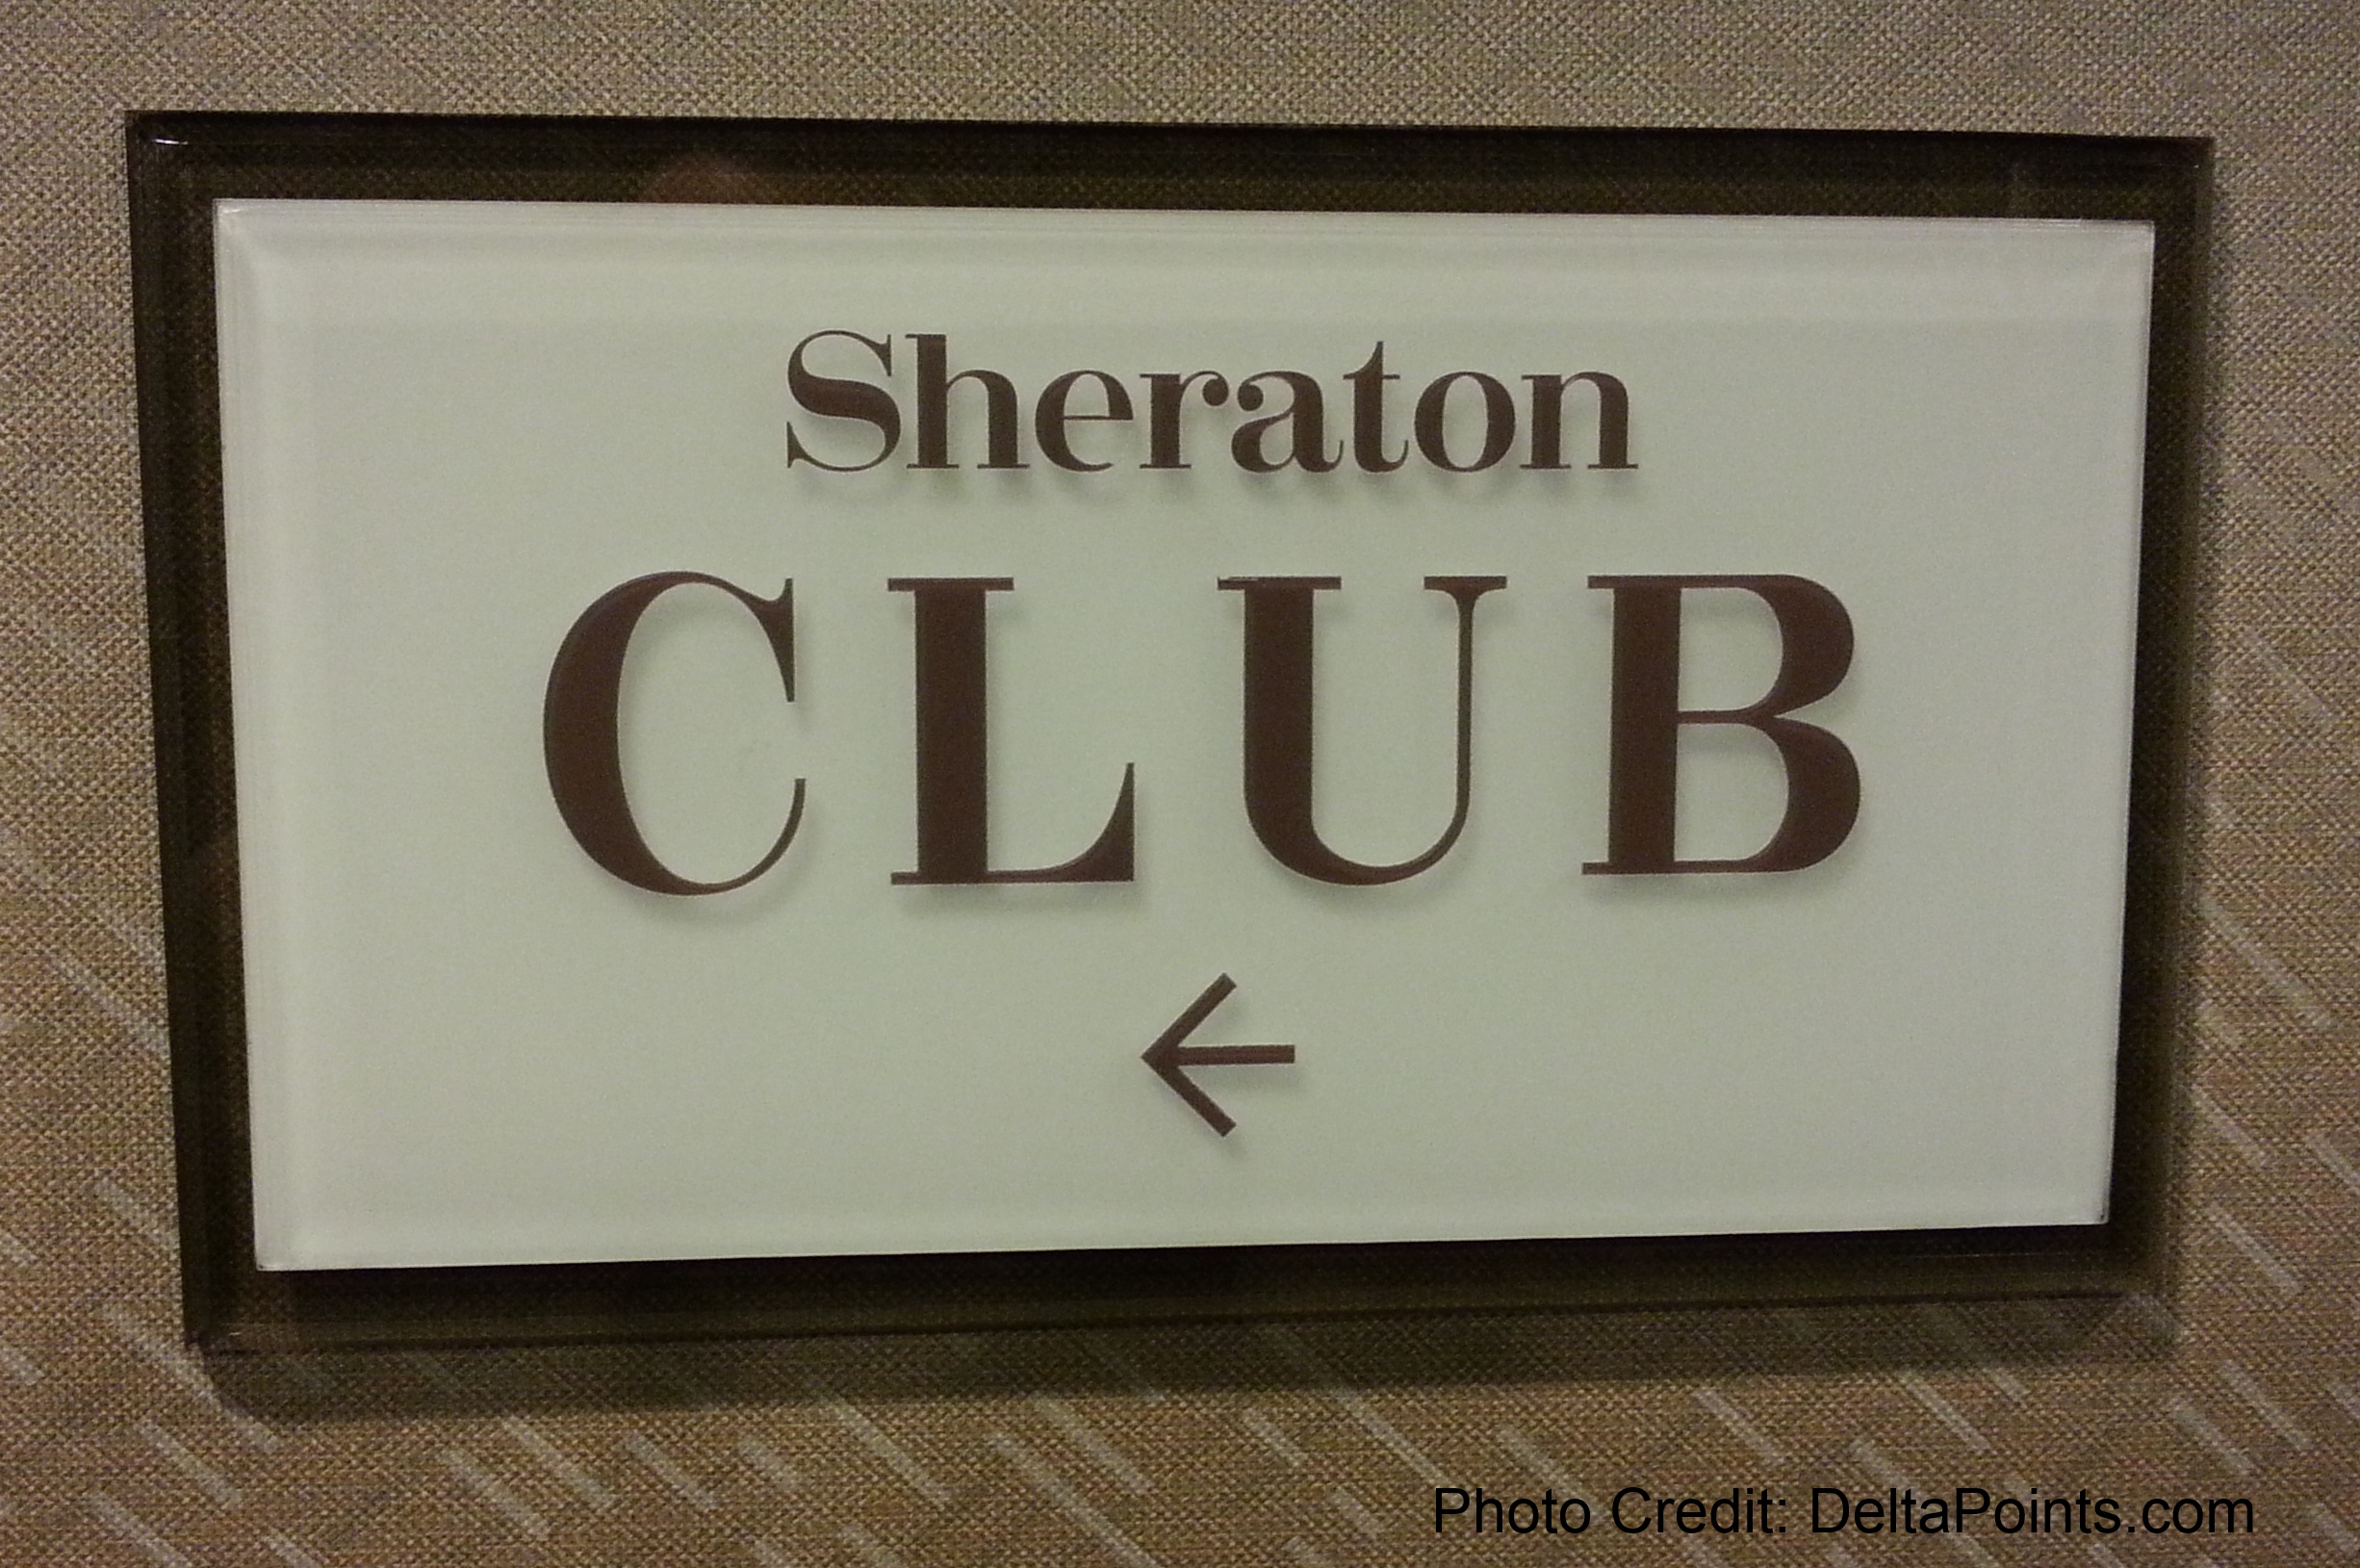 Sheraton
CLUB
←
Photo Credit: DeltaPoints.com